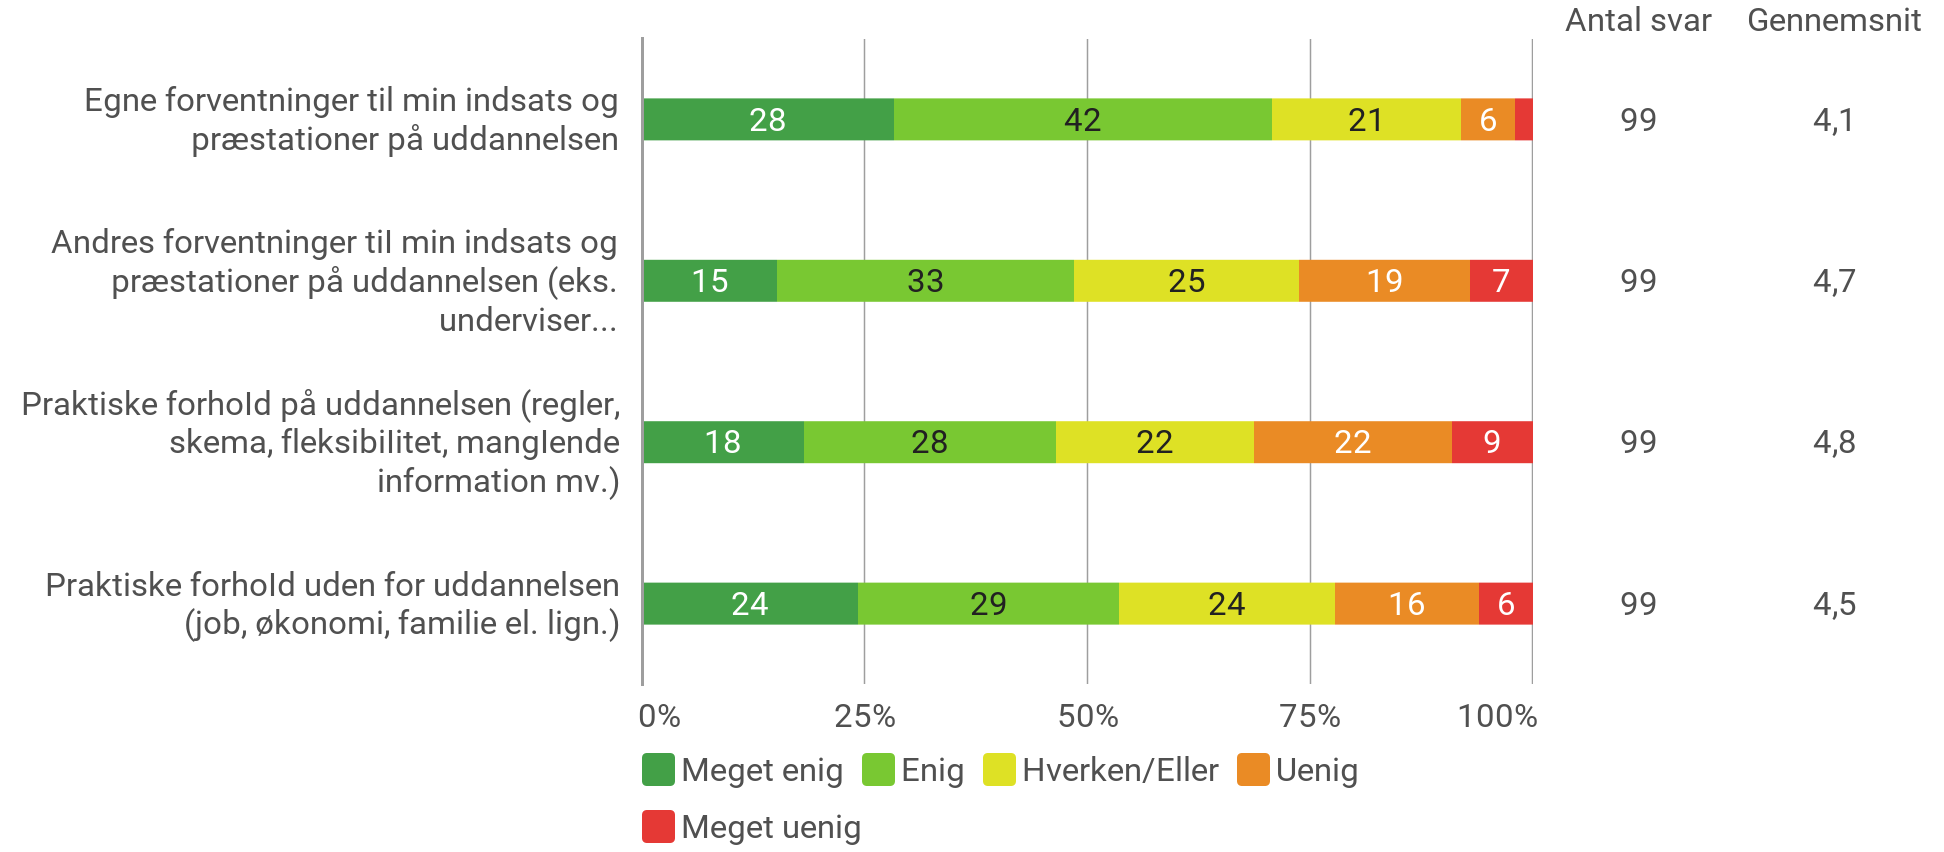 Antal svar Gennemsnit
Egne forventninger til min indsats og
præstationer på uddannelsen
28 42 21 6 99 4,1
Andres forventninger til min indsats og
præstationer på uddannelsen (eks.
underviser...
15 33 25 19 7 99 4,7
Praktiske forhold på uddannelsen (regler,
skema, fleksibilitet, manglende
information mv.)
18 28 22 22 9 99 4,8
Praktiske forhold uden for uddannelsen
(job, økonomi, familie el. lign.)
24 29 24 16 6 99 4,5
0% 25% 50% 75% 100%
Meget enig Enig Hverken/Eller Uenig
Meget uenig